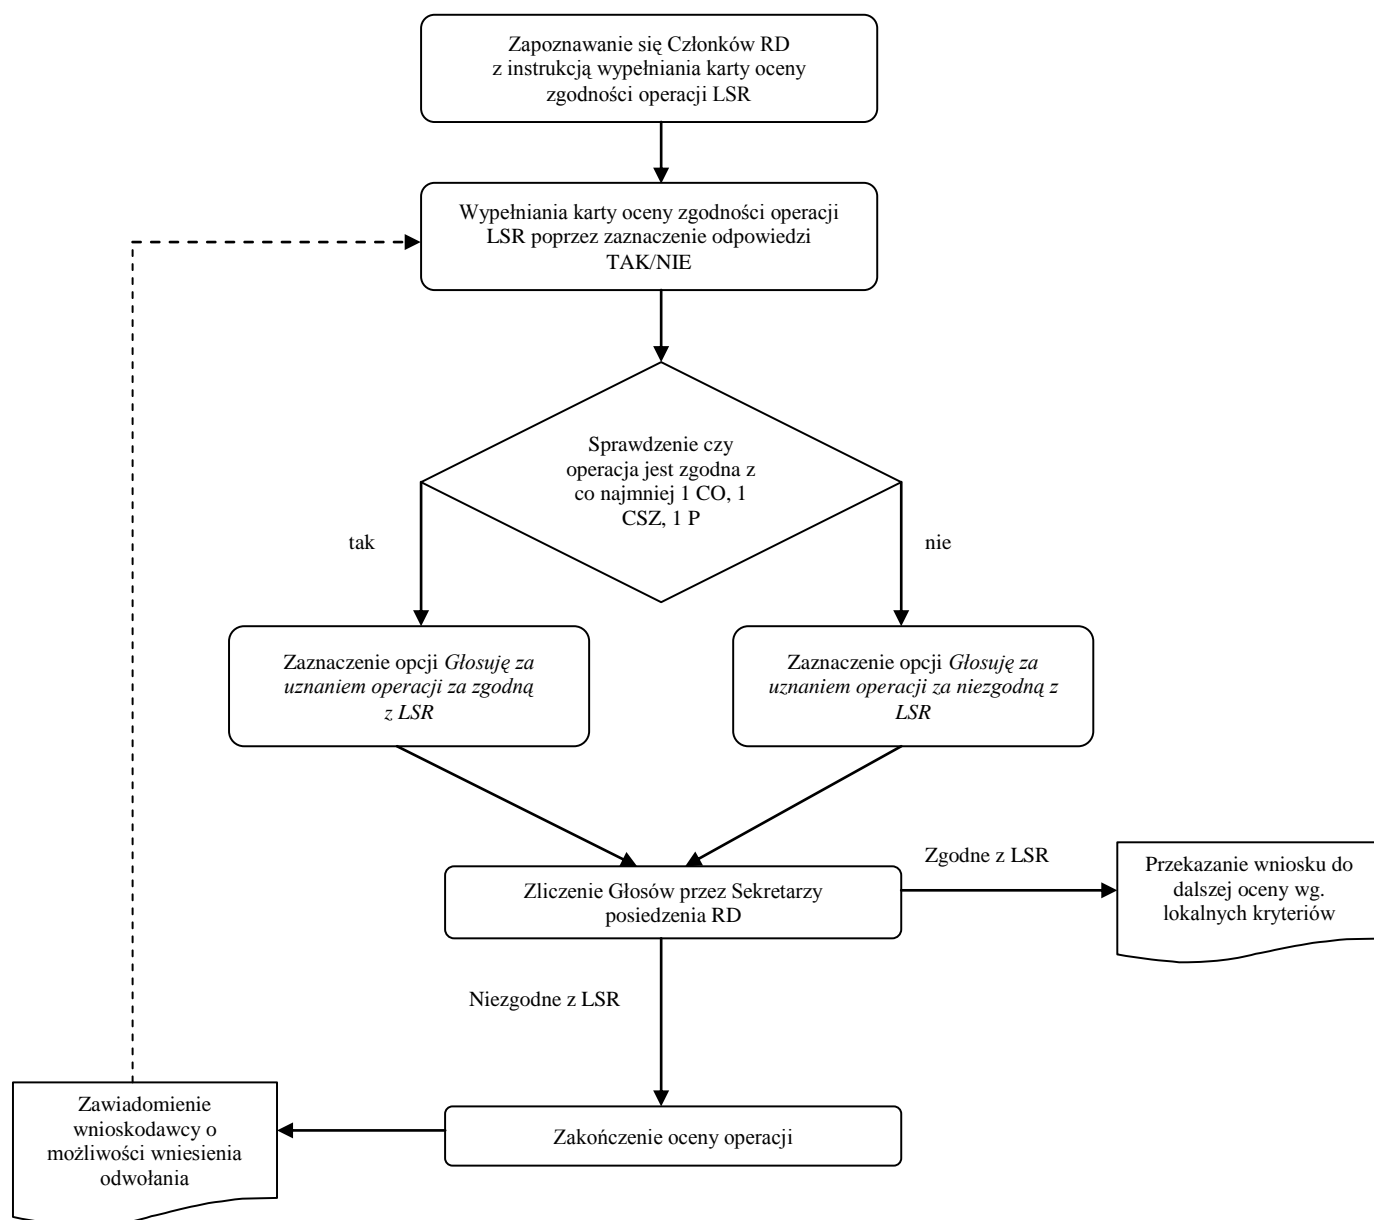 Zapoznawanie się Członków RD
z instrukcją wypełniania karty oceny
zgodności operacji LSR
Wypełniania karty oceny zgodności operacji
LSR poprzez zaznaczenie odpowiedzi
TAK/NIE
Sprawdzenie czy
operacja jest zgodna z
co najmniej 1 CO, 1
CSZ, 1 P
tak
nie
Zaznaczenie opcji Głosuję za
uznaniem operacji za zgodną
z LSR
Zaznaczenie opcji Głosuję za
uznaniem operacji za niezgodną z
LSR
Zliczenie Głosów przez Sekretarzy
posiedzenia RD
Zgodne z LSR
Przekazanie wniosku do
dalszej oceny wg.
lokalnych kryteriów
Niezgodne z LSR
Zakończenie oceny operacji
Zawiadomienie
wnioskodawcy o
możliwości wniesienia
odwołania